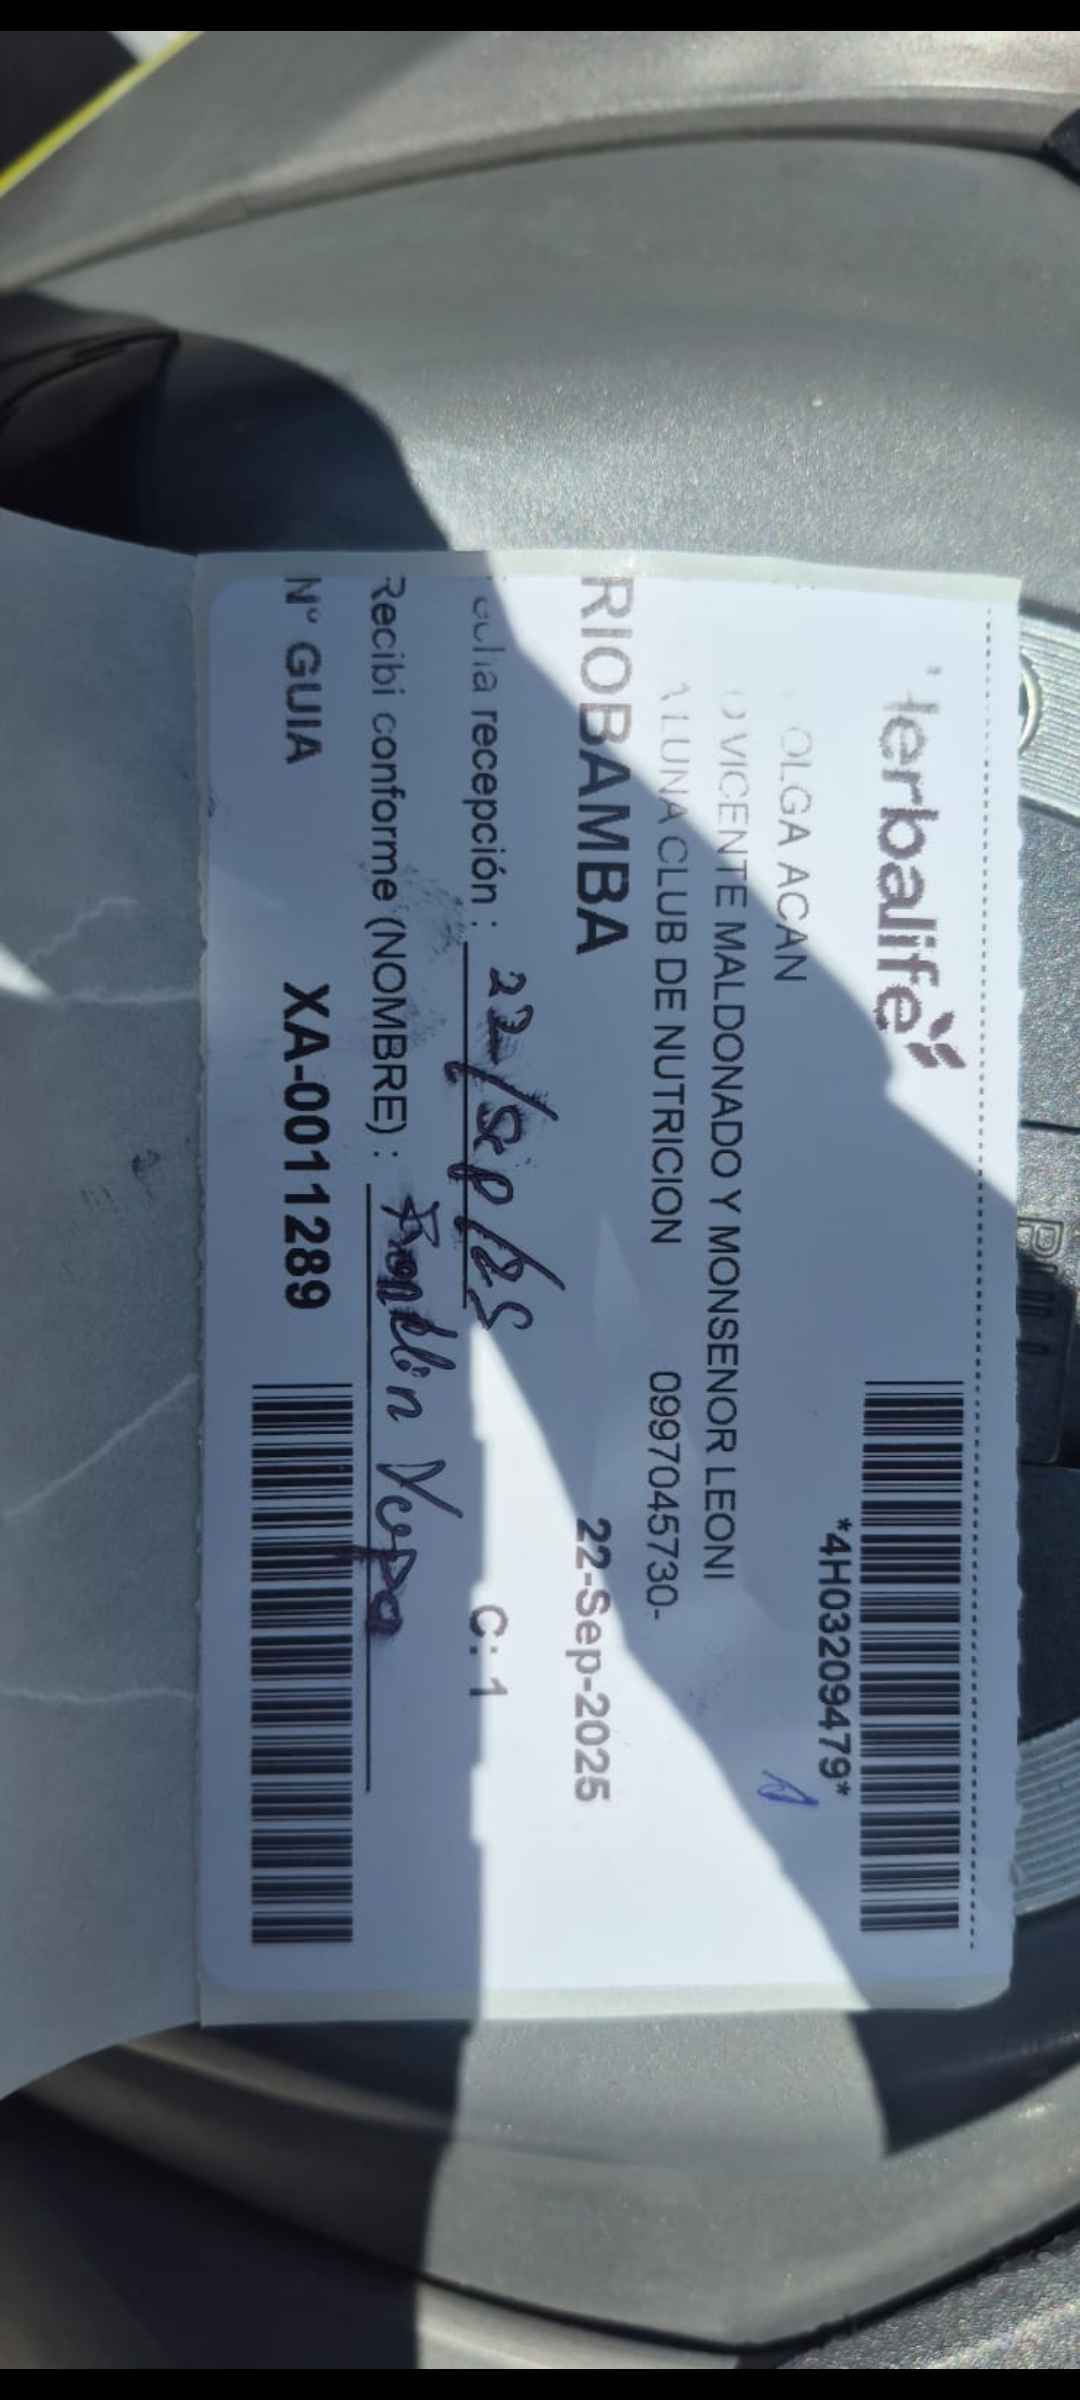 Herbalife
*4H03209479*
OLGA ACAN
VICENTE MALDONADO Y MONSENOR LEONI
LUNA CLUB DE NUTRICION 0997045730-
RIOBAMBA 22-Sep-2025
recepción : 22/Sep/25 C: 1
Recibi conforme (NOMBRE) :
Nº GUIA XA-0011289